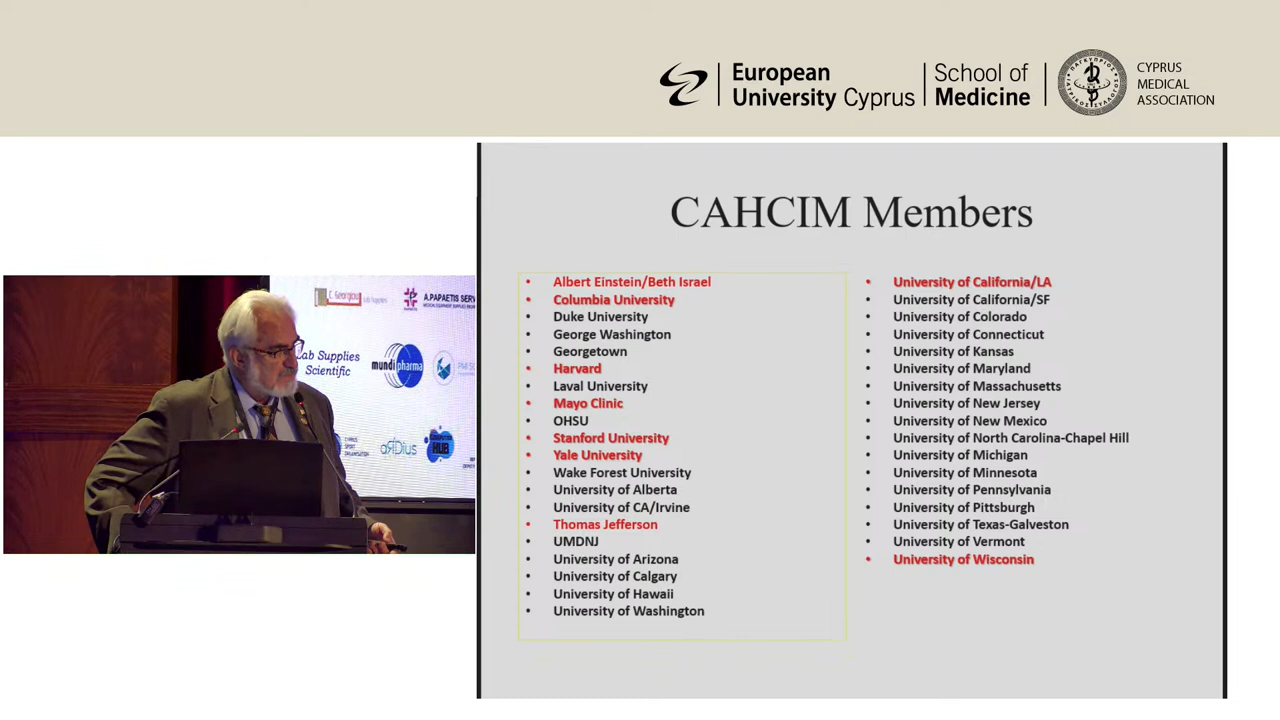 European
University Cyprus
School of
Medicine
CYPRUS
MEDICAL
ASSOCIATION
CAHCIM Members
• Albert Einstein/Beth Israel
• Columbia University
• Duke University
• George Washington
• Georgetown
• Harvard
• Laval University
• Mayo Clinic
• OHSU
• Stanford University
• Yale University
• Wake Forest University
• University of Alberta
• University of CA/Irvine
• Thomas Jefferson
• UMDNJ
• University of Arizona
• University of Calgary
• University of Hawaii
• University of Washington
• University of California/LA
• University of California/SF
• University of Colorado
• University of Connecticut
• University of Kansas
• University of Maryland
• University of Massachusetts
• University of New Jersey
• University of New Mexico
• University of North Carolina-Chapel Hill
• University of Michigan
• University of Minnesota
• University of Pennsylvania
• University of Pittsburgh
• University of Texas-Galveston
• University of Vermont
• University of Wisconsin
C. Georgiou
A.PAPAETIS
Lab Supplies
Scientific
mundipharma
HUB